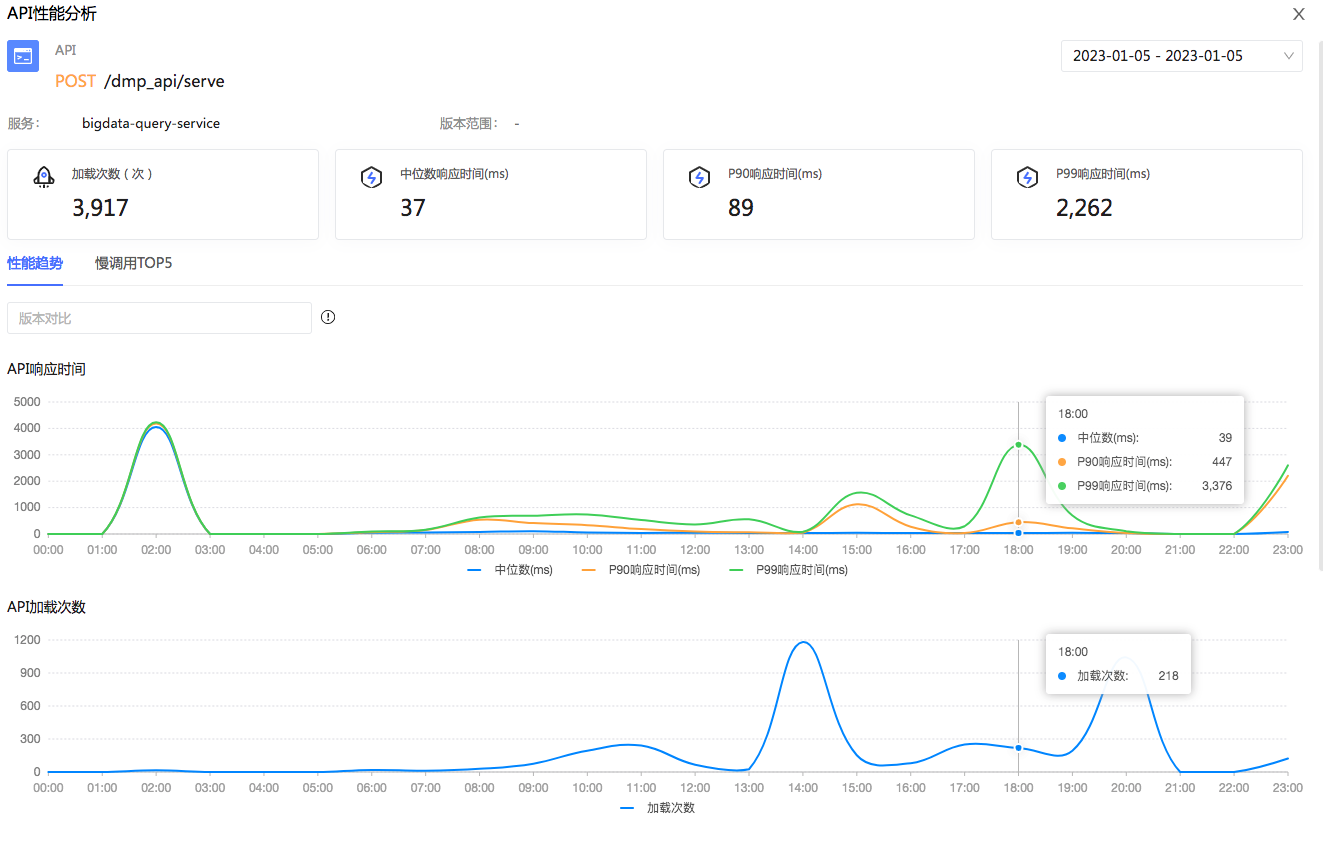 API性能分析
X
API
POST /dmp_api/serve
2023-01-05 - 2023-01-05
服务： bigdata-query-service 版本范围： -
加载次数（次）
3,917
中位数响应时间(ms)
37
P90响应时间(ms)
89
P99响应时间(ms)
2,262
性能趋势 慢调用TOP5
版本对比
API响应时间
5000
4000
3000
2000
1000
0
18:00
中位数(ms): 39
P90响应时间(ms): 447
P99响应时间(ms): 3,376
00:00 01:00 02:00 03:00 04:00 05:00 06:00 07:00 08:00 09:00 10:00 11:00 12:00 13:00 14:00 15:00 16:00 17:00 18:00 19:00 20:00 21:00 22:00 23:00
中位数(ms) P90响应时间(ms) P99响应时间(ms)
API加载次数
1200
900
600
300
0
18:00
加载次数: 218
00:00 01:00 02:00 03:00 04:00 05:00 06:00 07:00 08:00 09:00 10:00 11:00 12:00 13:00 14:00 15:00 16:00 17:00 18:00 19:00 20:00 21:00 22:00 23:00
加载次数